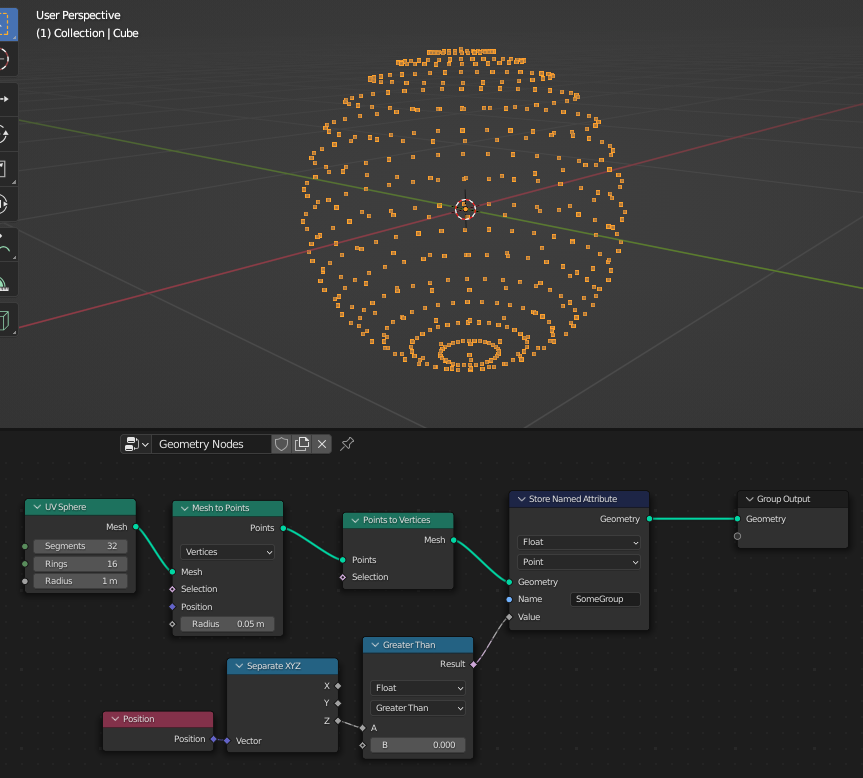 User Perspective
(1) Collection | Cube
Geometry Nodes
UV Sphere
Mesh
Segments 32
Rings 16
Radius 1 m
Mesh to Points
Points
Vertices
Mesh
Selection
Position
Radius 0.05 m
Points to Vertices
Mesh
Points
Selection
Store Named Attribute
Geometry
Float
Point
Geometry
Name SomeGroup
Value
Group Output
Geometry
Position
Position
Separate XYZ
X
Y
Z
Vector
Greater Than
Result
Float
Greater Than
A
B 0.000